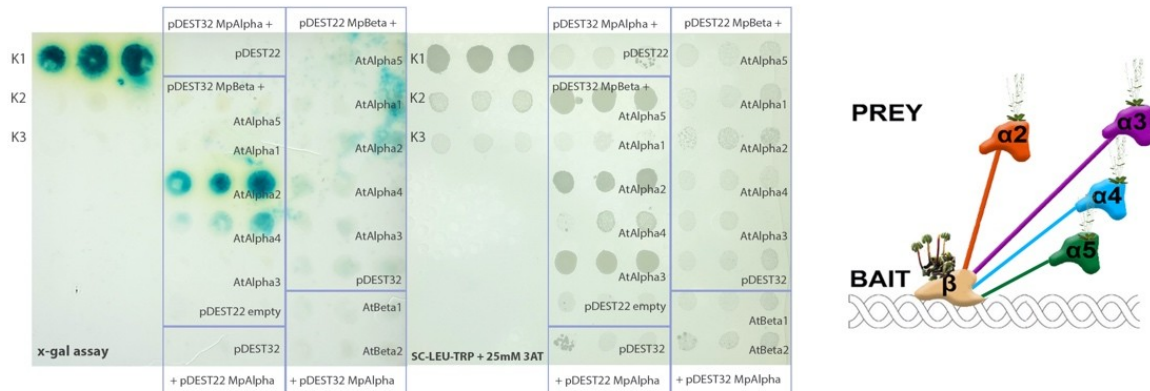 pDEST32 MpAlpha +
pDEST22 MpBeta +
pDEST32 MpAlpha +
pDEST22 MpBeta +
K1
pDEST22
AtAlpha5
K1
pDEST22
AtAlpha5
K2
pDEST32 MpBeta +
AtAlpha1
K2
pDEST32 MpBeta +
AtAlpha1
AtAlpha5
AtAlpha5
K3
AtAlpha1
AtAlpha2
K3
AtAlpha1
AtAlpha2
AtAlpha2
AtAlpha4
AtAlpha2
AtAlpha4
AtAlpha4
AtAlpha3
AtAlpha4
AtAlpha3
AtAlpha3
pDEST32
AtAlpha3
pDEST32
pDEST22 empty
AtBeta1
pDEST22 empty
AtBeta1
x-gal assay
pDEST32
AtBeta2
SC-LEU-TRP + 25mM 3AT
pDEST32
AtBeta2
+ pDEST22 MpAlpha
+ pDEST32 MpAlpha
+ pDEST22 MpAlpha
+ pDEST32 MpAlpha
PREY
α2
α3
α4
α5
BAIT
β